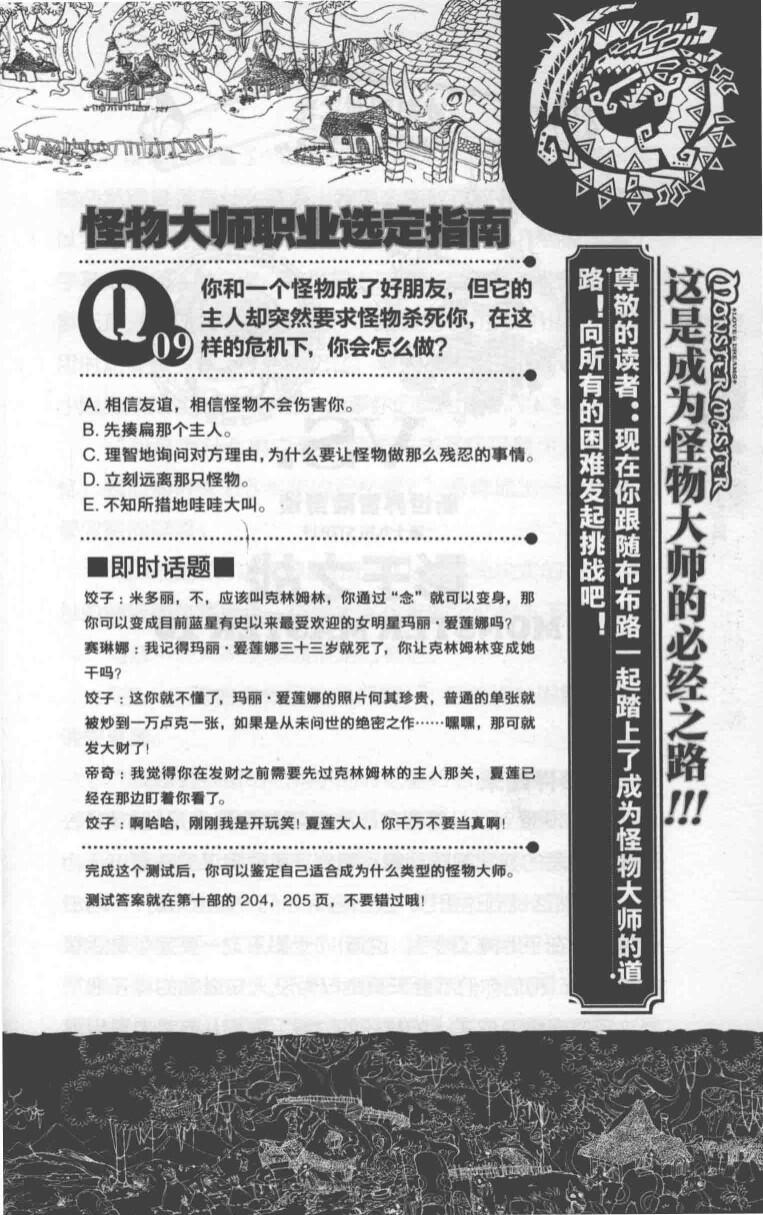 怪物大师职业选定指南
Q09
你和一个怪物成了好朋友，但它的
主人却突然要求怪物杀死你，在这
样的危机下，你会怎么做？
A. 相信友谊，相信怪物不会伤害你。
B. 先揍扁那个主人。
C. 理智地询问对方理由，为什么要让怪物做那么残忍的事情。
D. 立刻远离那只怪物。
E. 不知所措地哇哇大叫。
■即时话题■
饺子：米多丽，不，应该叫克林姆林，你通过“念”就可以变身，那
你可以变成目前蓝星有史以来最受欢迎的女明星玛丽·爱莲娜吗？
赛琳娜：我记得玛丽·爱莲娜三十三岁就死了，你让克林姆林变成她
干吗？
饺子：这你就不懂了，玛丽·爱莲娜的照片何其珍贵，普通的单张就
被炒到一万卢克一张，如果是从未问世的绝密之作……嘿嘿，那可就
发大财了！
帝奇：我觉得你在发财之前需要先过克林姆林的主人那关，夏莲已
经在那边盯着你看了。
饺子：啊哈哈，刚刚我是开玩笑！夏莲大人，你千万不要当真啊！
完成这个测试后，你可以鉴定自己适合成为什么类型的怪物大师。
测试答案就在第十部的 204，205 页，不要错过哦！
MONSTER MASTER
LOVE & DREAMS
这是成为怪物大师的必经之路!!!
尊敬的读者：现在你跟随布布路一起踏上了成为怪物大师的道
路！向所有的困难发起挑战吧！